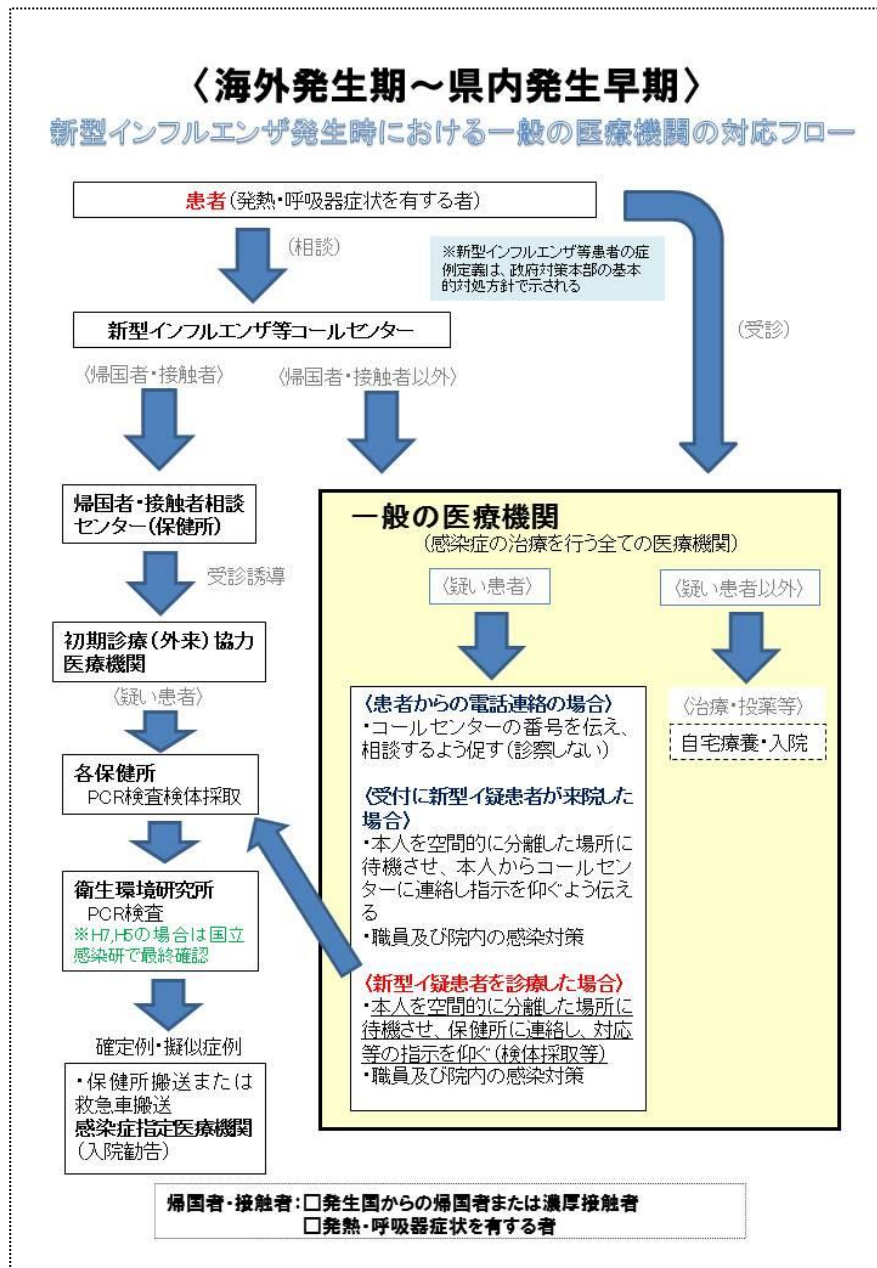 〈海外発生期～県内発生早期〉
新型インフルエンザ発生時における一般の医療機関の対応フロー
患者(発熱・呼吸器症状を有する者)
(相談)
※新型インフルエンザ等患者の症
例定義は、政府対策本部の基本
的対処方針で示される
(受診)
新型インフルエンザ等コールセンター
〈帰国者・接触者〉
〈帰国者・接触者以外〉
帰国者・接触者相談
センター(保健所)
受診誘導
初期診療(外来)協力
医療機関
〈疑い患者〉
各保健所
PCR検査検体採取
衛生環境研究所
PCR検査
※H7,H5の場合は国立
感染研で最終確認
確定例・擬似症例
・保健所搬送または
救急車搬送
感染症指定医療機関
(入院勧告)
一般の医療機関
(感染症の治療を行う全ての医療機関)
〈疑い患者〉
〈疑い患者以外〉
〈患者からの電話連絡の場合〉
・コールセンターの番号を伝え、
相談するよう促す(診察しない)
〈受付に新型イ疑患者が来院した
場合〉
・本人を空間的に分離した場所に
待機させ、本人からコールセン
ターに連絡し指示を仰ぐよう伝え
る
・職員及び院内の感染対策
〈新型イ疑患者を診療した場合〉
・本人を空間的に分離した場所に
待機させ、保健所に連絡し、対応
等の指示を仰ぐ(検体採取等)
・職員及び院内の感染対策
〈治療・投薬等〉
自宅療養・入院
帰国者・接触者:□発生国からの帰国者または濃厚接触者
□発熱・呼吸器症状を有する者